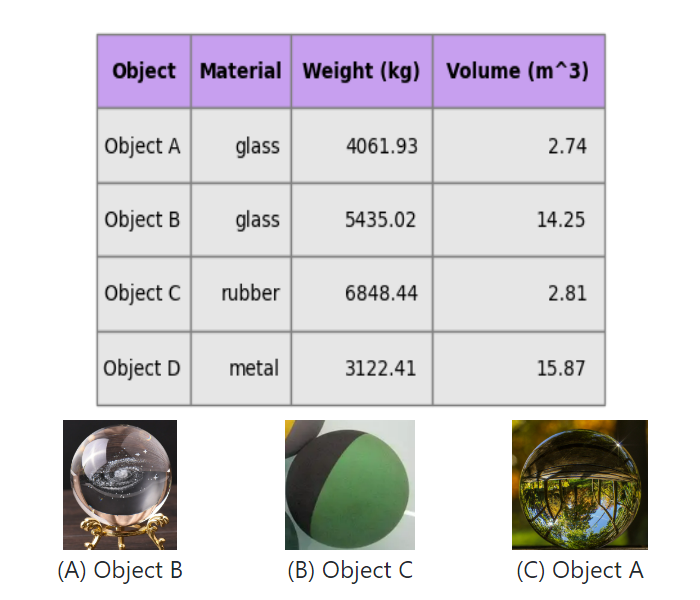 Object Material Weight (kg) Volume (m^3)
Object A glass 4061.93 2.74
Object B glass 5435.02 14.25
Object C rubber 6848.44 2.81
Object D metal 3122.41 15.87
(A) Object B (B) Object C (C) Object A